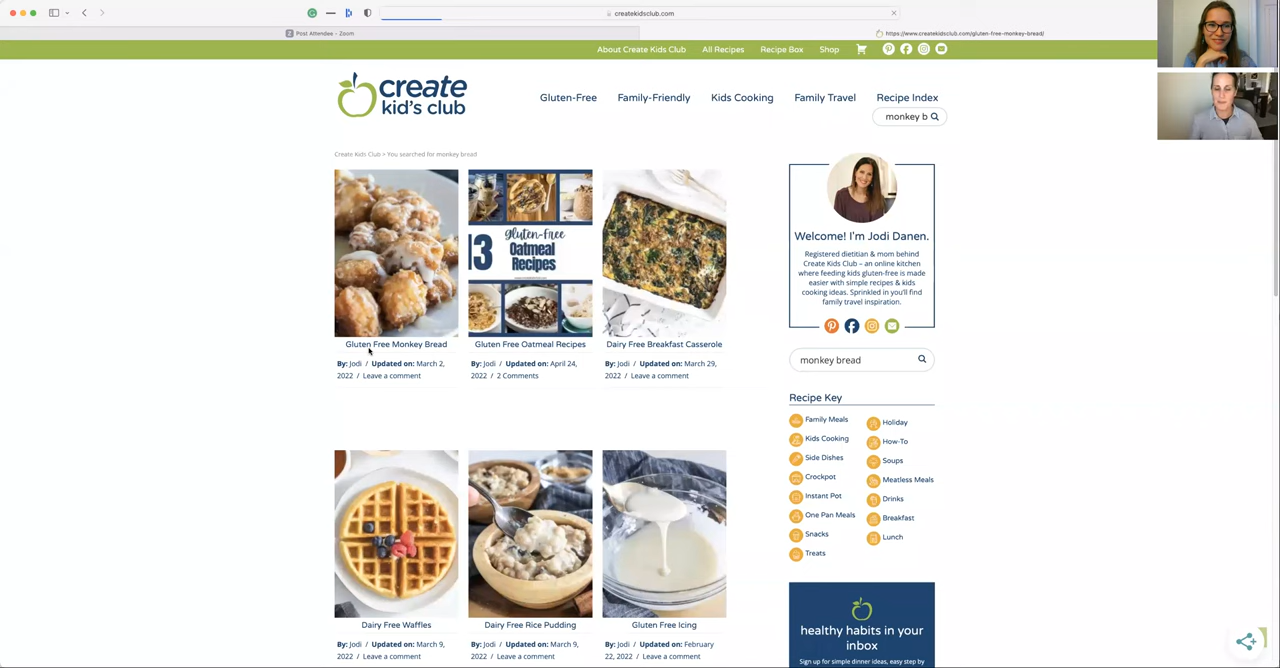 createkidsclub.com
Post Attendee - Zoom
https://www.createkidsclub.com/gluten-free-monkey-bread/
About Create Kids Club
All Recipes
Recipe Box
Shop
create
kid's club
Gluten-Free
Family-Friendly
Kids Cooking
Family Travel
Recipe Index
monkey b
Create Kids Club > You searched for monkey bread
13
Gluten-Free
Oatmeal
Recipes
Gluten Free Monkey Bread
Gluten Free Oatmeal Recipes
Dairy Free Breakfast Casserole
By: Jodi / Updated on: March 2,
2022 / Leave a comment
By: Jodi / Updated on: April 24,
2022 / 2 Comments
By: Jodi / Updated on: March 29,
2022 / Leave a comment
Dairy Free Waffles
Dairy Free Rice Pudding
Gluten Free Icing
By: Jodi / Updated on: March 9,
2022 / Leave a comment
By: Jodi / Updated on: March 9,
2022 / Leave a comment
By: Jodi / Updated on: February
22, 2022 / Leave a comment
Welcome! I'm Jodi Danen.
Registered dietitian & mom behind
Create Kids Club – an online kitchen
where feeding kids gluten-free is made
easier with simple recipes & kids
cooking ideas. Sprinkled in you'll find
family travel inspiration.
monkey bread
Recipe Key
Family Meals
Kids Cooking
Side Dishes
Crockpot
Instant Pot
One Pan Meals
Snacks
Treats
Holiday
How-To
Soups
Meatless Meals
Drinks
Breakfast
Lunch
healthy habits in your
inbox
Sign up for simple dinner ideas, easy step by